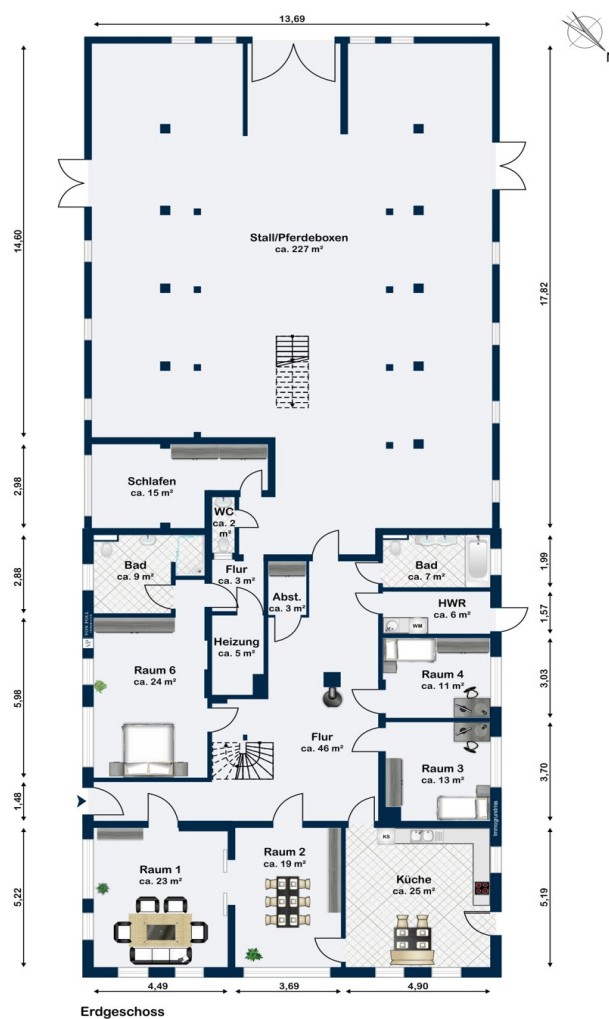 13,69
N
14,60
17,82
Stall/Pferdeboxen
ca. 227 m²
2,98
Schlafen
ca. 15 m²
WC
ca. 2
m²
2,88
Bad
ca. 9 m²
Flur
ca. 3 m²
Abst.
ca. 3 m²
Bad
ca. 7 m²
1,99
HWR
ca. 6 m²
WM
1,57
VP VON POLL
Heizung
ca. 5 m²
5,98
Raum 6
ca. 24 m²
Raum 4
ca. 11 m²
3,03
Flur
ca. 46 m²
Raum 3
ca. 13 m²
3,70
1,48
Immogrundriss
5,22
Raum 1
ca. 23 m²
Raum 2
ca. 19 m²
KS
Küche
ca. 25 m²
5,19
4,49
3,69
4,90
Erdgeschoss